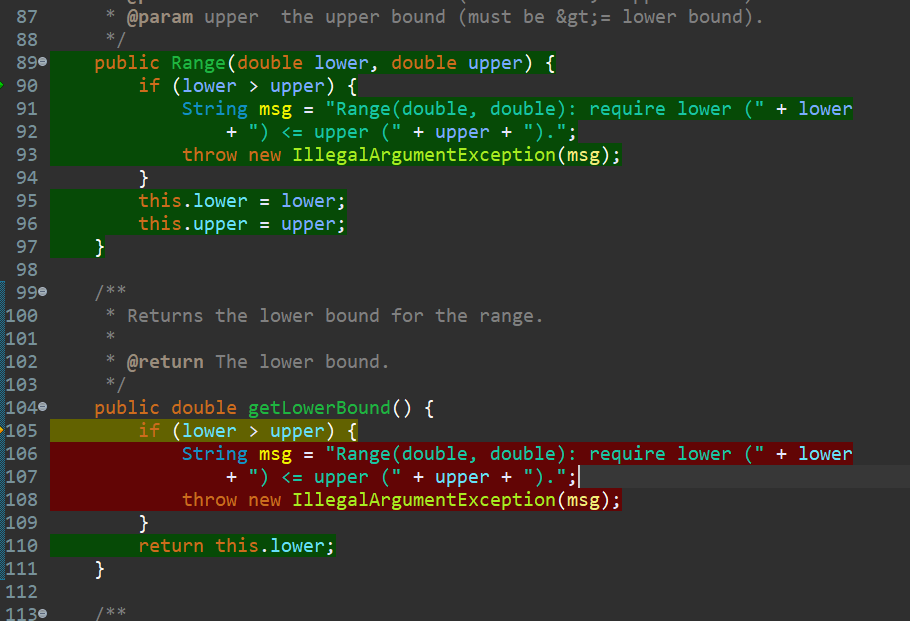 87 * @param upper  the upper bound (must be &gt;= lower bound).
88 */
89 public Range(double lower, double upper) {
90 if (lower > upper) {
91 String msg = "Range(double, double): require lower (" + lower
92 + ") <= upper (" + upper + ").";
93 throw new IllegalArgumentException(msg);
94 }
95 this.lower = lower;
96 this.upper = upper;
97 }
98
99 /**
100 * Returns the lower bound for the range.
101 *
102 * @return The lower bound.
103 */
104 public double getLowerBound() {
105 if (lower > upper) {
106 String msg = "Range(double, double): require lower (" + lower
107 + ") <= upper (" + upper + ").";
108 throw new IllegalArgumentException(msg);
109 }
110 return this.lower;
111 }
112
113 /**